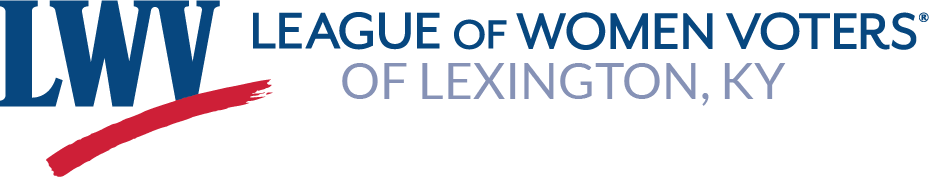 LWV
LEAGUE OF WOMEN VOTERS®
OF LEXINGTON, KY